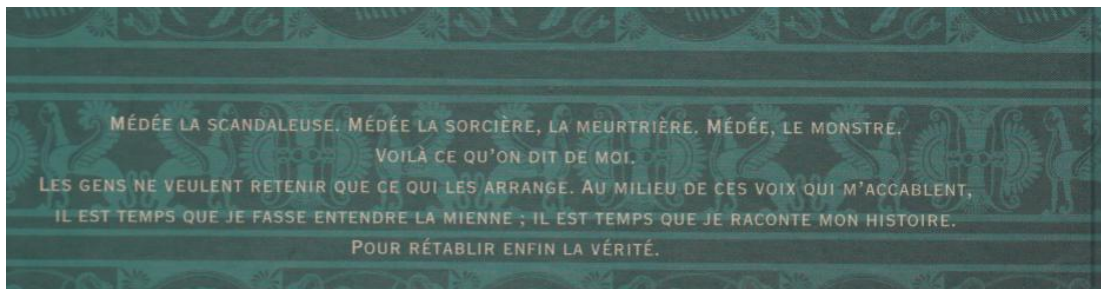 MÉDÉE LA SCANDALEUSE. MÉDÉE LA SORCIÈRE, LA MEURTRIÈRE. MÉDÉE, LE MONSTRE.
VOILÀ CE QU'ON DIT DE MOI.
LES GENS NE VEULENT RETENIR QUE CE QUI LES ARRANGE. AU MILIEU DE CES VOIX QUI M'ACCABLENT,
IL EST TEMPS QUE JE FASSE ENTENDRE LA MIENNE ; IL EST TEMPS QUE JE RACONTE MON HISTOIRE.
POUR RÉTABLIR ENFIN LA VÉRITÉ.